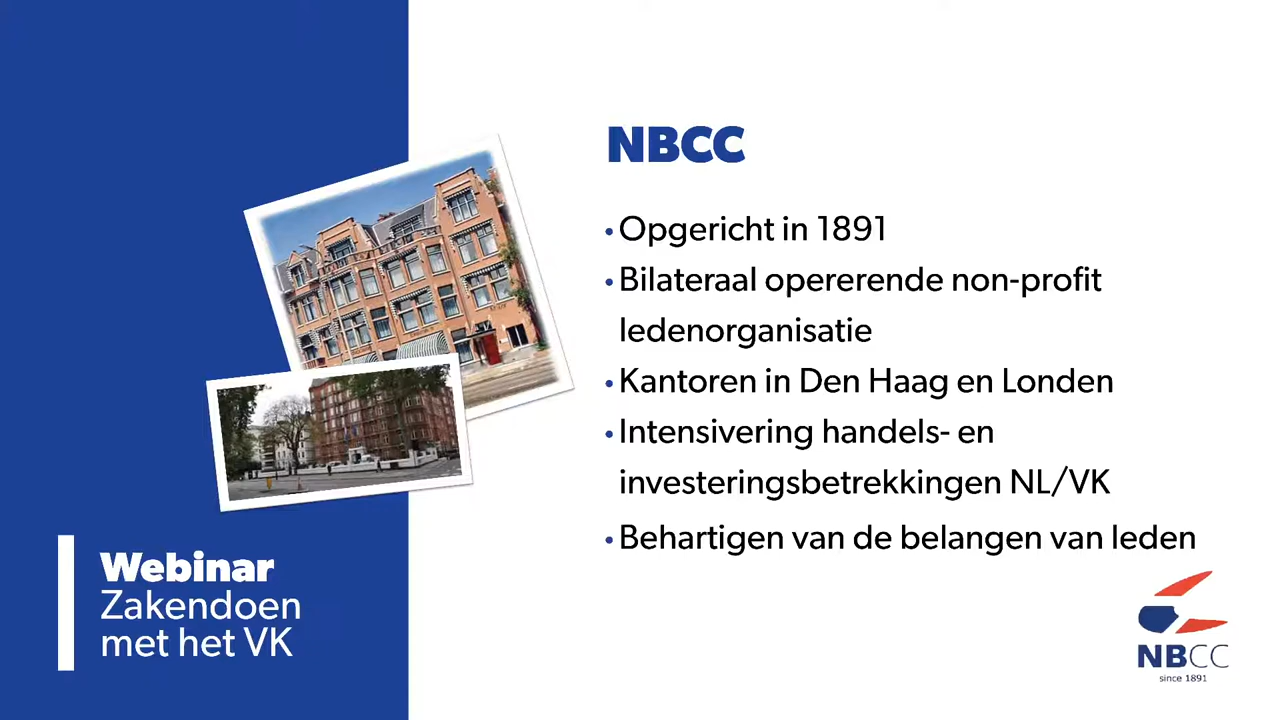 NBCC
• Opgericht in 1891
• Bilateraal opererende non-profit
ledenorganisatie
• Kantoren in Den Haag en Londen
• Intensivering handels- en
investeringsbetrekkingen NL/VK
• Behartigen van de belangen van leden
Webinar
Zakendoen
met het VK
NBCC
since 1891